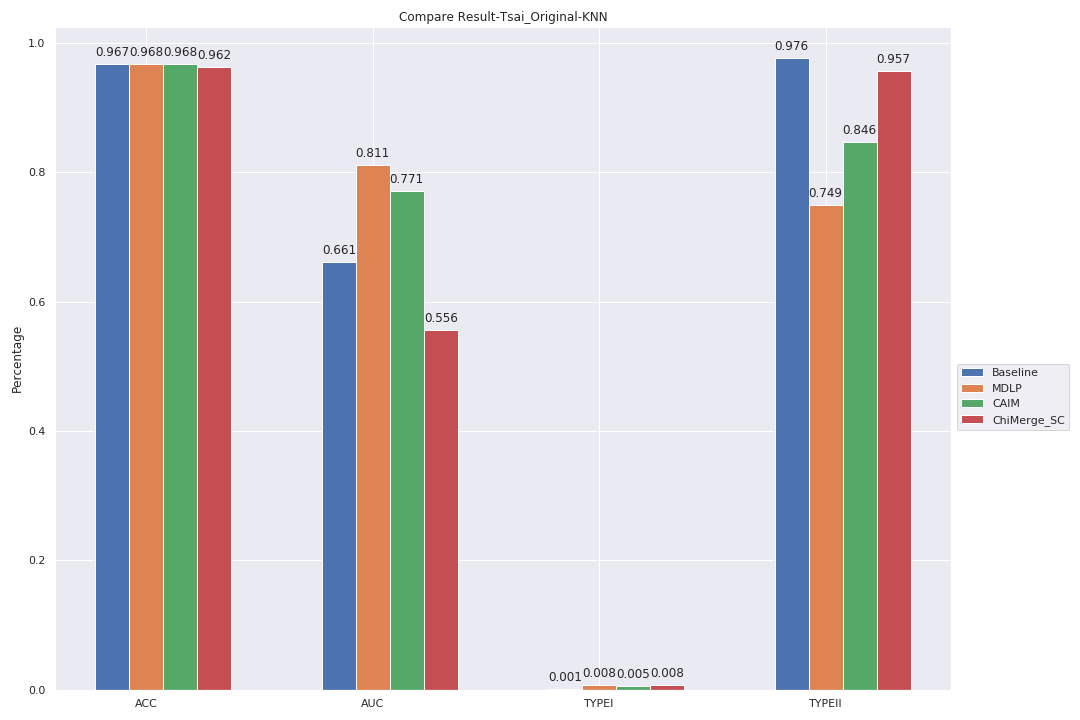 Compare Result-Tsai_Original-KNN
Percentage
1.0
0.8
0.6
0.4
0.2
0.0
0.967 0.968 0.968 0.962
0.661 0.811 0.771 0.556
0.001 0.008 0.005 0.008
0.976 0.749 0.846 0.957
ACC AUC TYPEI TYPEII
Baseline
MDLP
CAIM
ChiMerge_SC